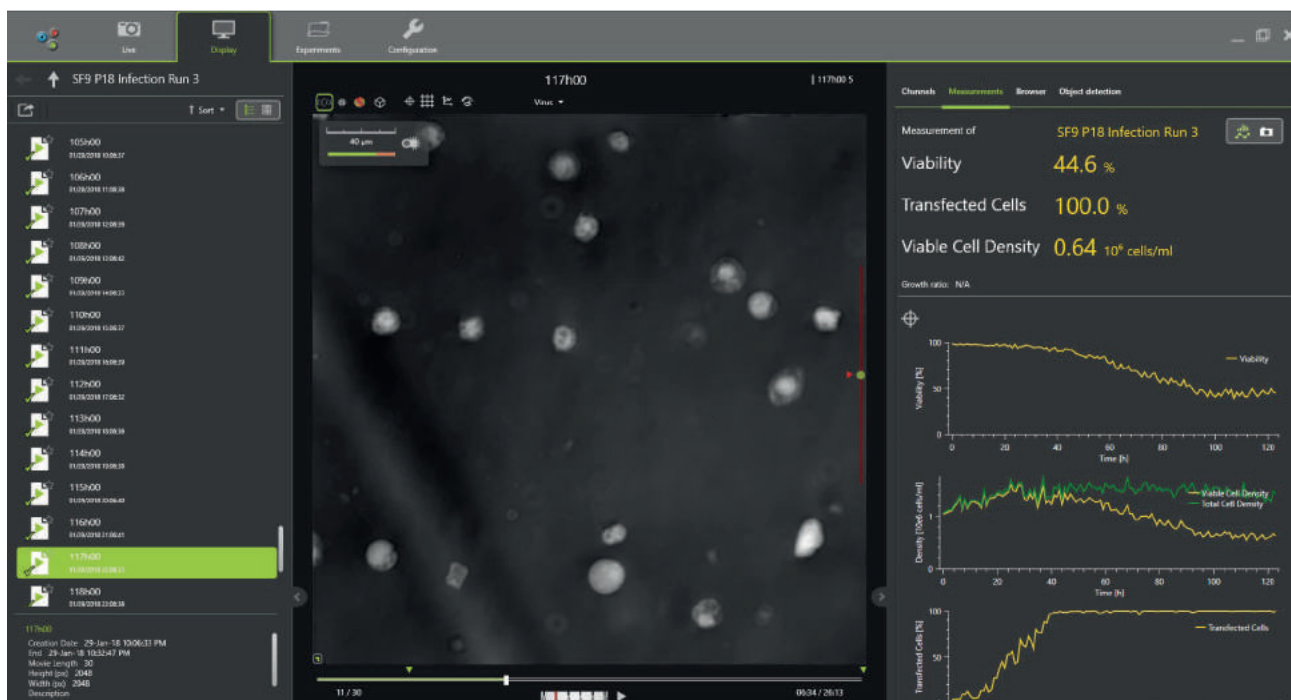 Live
Display
Experiments
Configuration
SF9 P18 Infection Run 3
Sort
105h00
106h00
107h00
108h00
109h00
110h00
111h00
112h00
113h00
114h00
115h00
116h00
117h00
118h00
117h00
Creation Date 29-Jan-18 10:06:33 PM
End 29-Jan-18 10:32:47 PM
Movie Length 30
Height (px) 2048
Width (px) 2048
Description
117h00
117h00 5
Virus
40 µm
11 / 30
06:34 / 26:13
Channels Measurements Browser Object detection
Measurement of SF9 P18 Infection Run 3
Viability 44.6 %
Transfected Cells 100.0 %
Viable Cell Density 0.64 10⁶ cells/ml
Growth ratio: N/A
Viability [%]
100
50
0
Viability
0 20 40 60 80 100 120
Time [h]
Density [10e6 cells/ml]
1
0
Viable Cell Density
Total Cell Density
0 20 40 60 80 100 120
Time [h]
Transfected Cells [%]
100
50
Transfected Cells